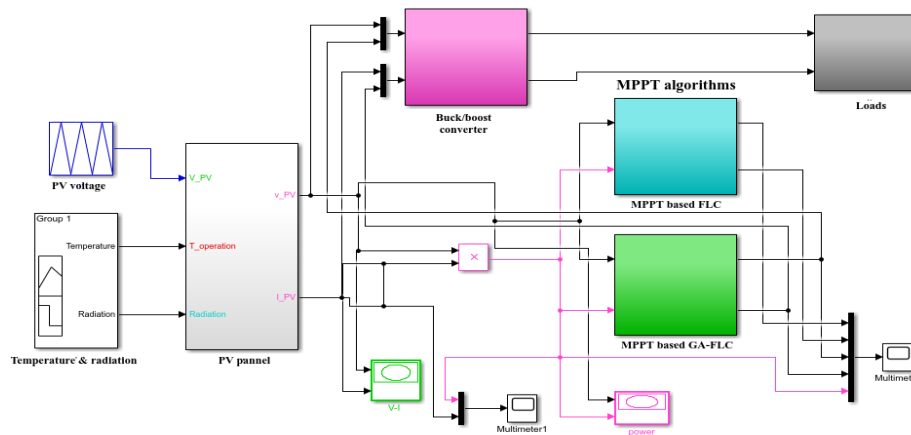 MPPT algorithms
Loads
Buck/boost
converter
PV voltage
V_PV
v_PV
MPPT based FLC
Group 1
Temperature
T_operation
×
Radiation
Radiation
I_PV
Temperature & radiation
PV pannel
MPPT based GA-FLC
V-I
Multimeter1
power
Multimet